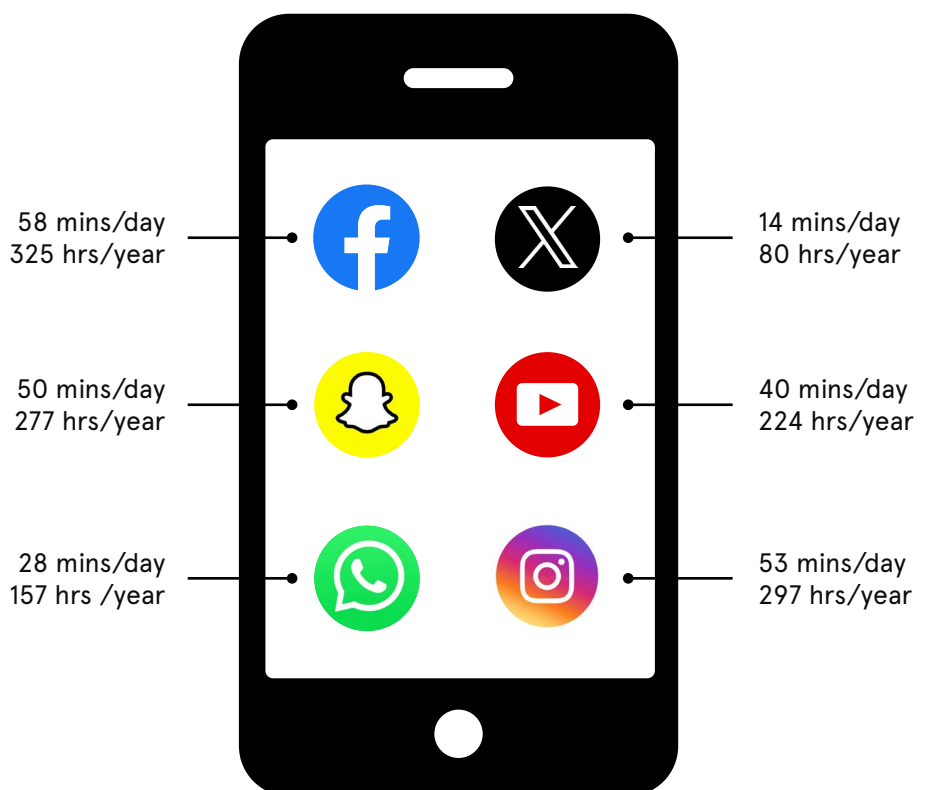 58 mins/day
325 hrs/year
14 mins/day
80 hrs/year
50 mins/day
277 hrs/year
40 mins/day
224 hrs/year
28 mins/day
157 hrs /year
53 mins/day
297 hrs/year